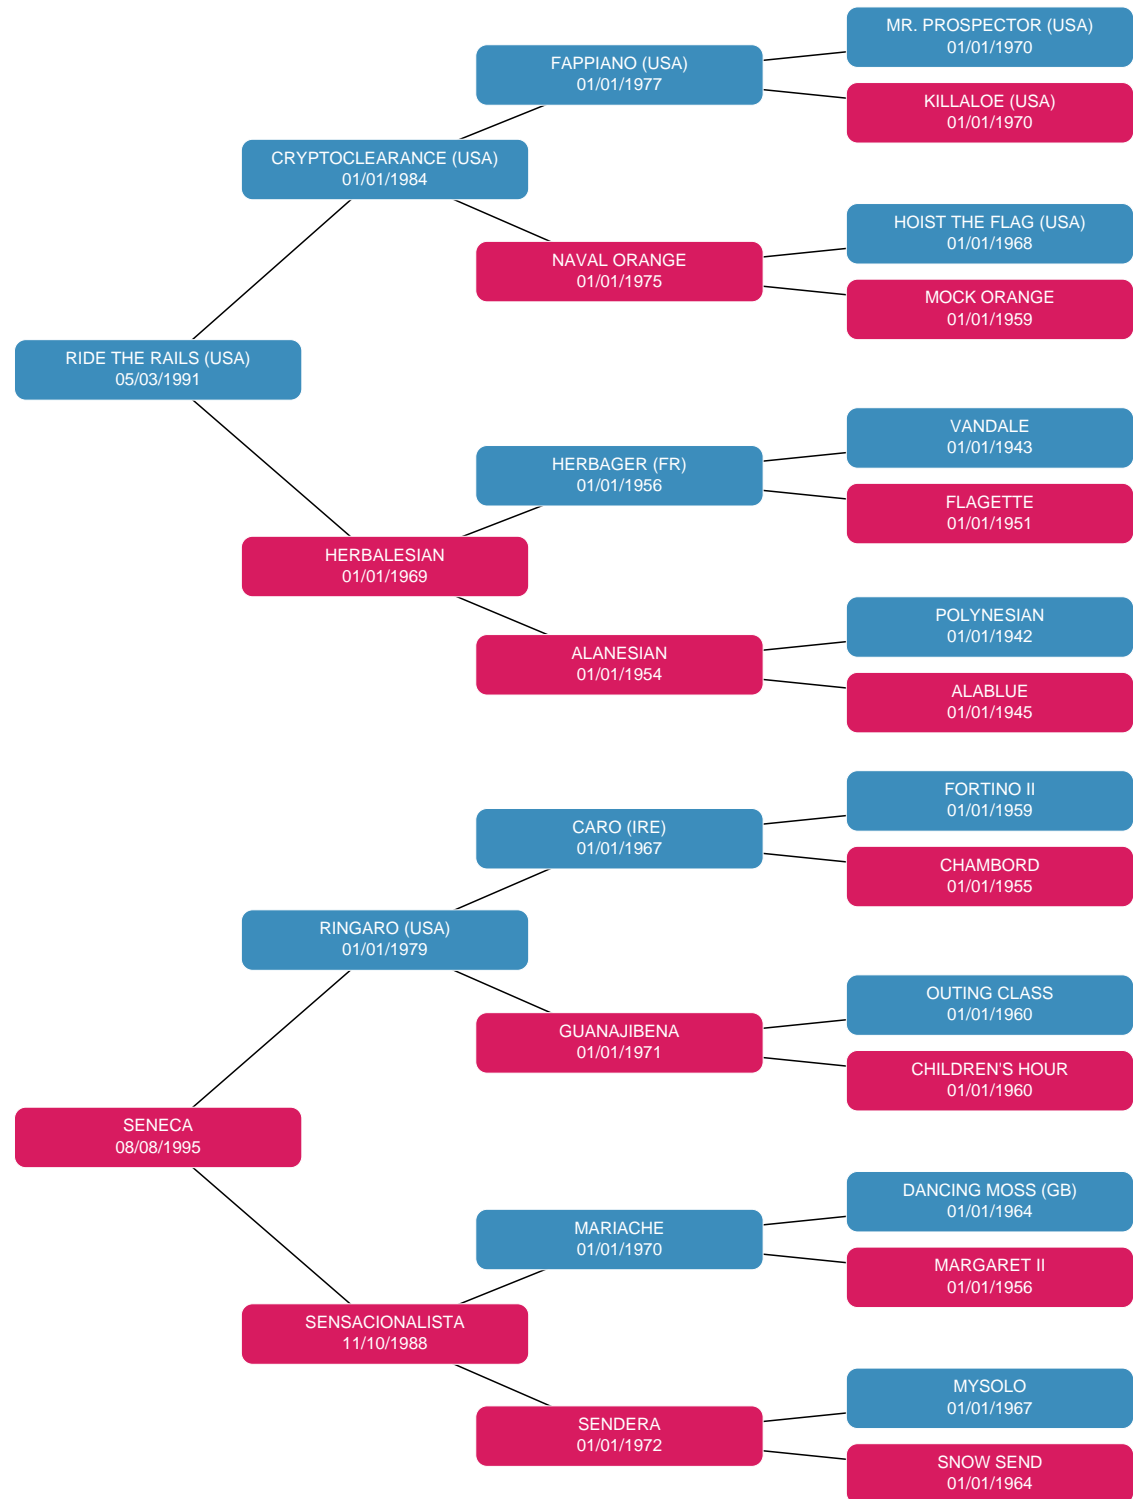 MR. PROSPECTOR (USA)
01/01/1970
FAPPIANO (USA)
01/01/1977
KILLALOE (USA)
01/01/1970
CRYPTOCLEARANCE (USA)
01/01/1984
HOIST THE FLAG (USA)
01/01/1968
NAVAL ORANGE
01/01/1975
MOCK ORANGE
01/01/1959
RIDE THE RAILS (USA)
05/03/1991
VANDALE
01/01/1943
HERBAGER (FR)
01/01/1956
FLAGETTE
01/01/1951
HERBALESIAN
01/01/1969
POLYNESIAN
01/01/1942
ALANESIAN
01/01/1954
ALABLUE
01/01/1945
FORTINO II
01/01/1959
CARO (IRE)
01/01/1967
CHAMBORD
01/01/1955
RINGARO (USA)
01/01/1979
OUTING CLASS
01/01/1960
GUANAJIBENA
01/01/1971
CHILDREN'S HOUR
01/01/1960
SENECA
08/08/1995
DANCING MOSS (GB)
01/01/1964
MARIACHE
01/01/1970
MARGARET II
01/01/1956
SENSACIONALISTA
11/10/1988
MYSOLO
01/01/1967
SENDERA
01/01/1972
SNOW SEND
01/01/1964